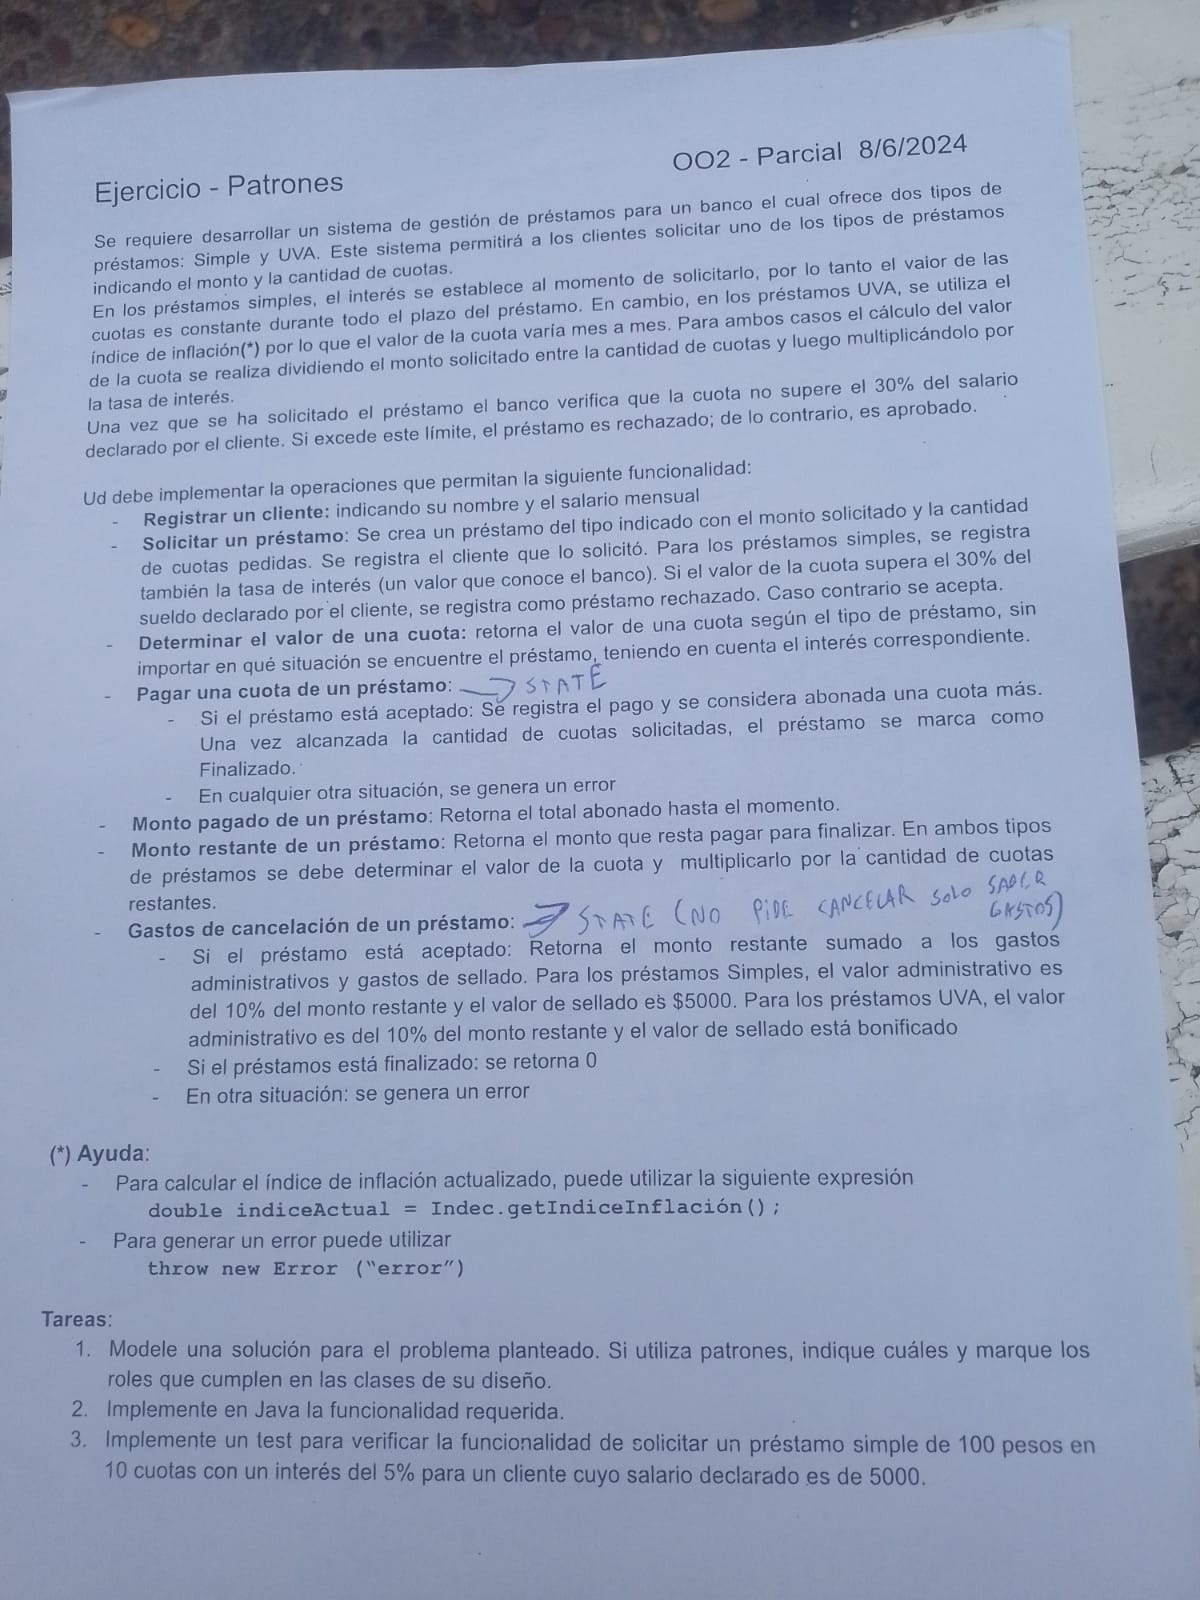 OO2 - Parcial 8/6/2024
Ejercicio - Patrones
Se requiere desarrollar un sistema de gestión de préstamos para un banco el cual ofrece dos tipos de
préstamos: Simple y UVA. Este sistema permitirá a los clientes solicitar uno de los tipos de préstamos
indicando el monto y la cantidad de cuotas.
En los préstamos simples, el interés se establece al momento de solicitarlo, por lo tanto el valor de las
cuotas es constante durante todo el plazo del préstamo. En cambio, en los préstamos UVA, se utiliza el
índice de inflación(*) por lo que el valor de la cuota varía mes a mes. Para ambos casos el cálculo del valor
de la cuota se realiza dividiendo el monto solicitado entre la cantidad de cuotas y luego multiplicándolo por
la tasa de interés.
Una vez que se ha solicitado el préstamo el banco verifica que la cuota no supere el 30% del salario
declarado por el cliente. Si excede este límite, el préstamo es rechazado; de lo contrario, es aprobado.
Ud debe implementar la operaciones que permitan la siguiente funcionalidad:
- Registrar un cliente: indicando su nombre y el salario mensual
- Solicitar un préstamo: Se crea un préstamo del tipo indicado con el monto solicitado y la cantidad
de cuotas pedidas. Se registra el cliente que lo solicitó. Para los préstamos simples, se registra
también la tasa de interés (un valor que conoce el banco). Si el valor de la cuota supera el 30% del
sueldo declarado por el cliente, se registra como préstamo rechazado. Caso contrario se acepta.
- Determinar el valor de una cuota: retorna el valor de una cuota según el tipo de préstamo, sin
importar en qué situación se encuentre el préstamo, teniendo en cuenta el interés correspondiente.
- Pagar una cuota de un préstamo: → STATE
- Si el préstamo está aceptado: Se registra el pago y se considera abonada una cuota más.
Una vez alcanzada la cantidad de cuotas solicitadas, el préstamo se marca como
Finalizado.
- En cualquier otra situación, se genera un error
- Monto pagado de un préstamo: Retorna el total abonado hasta el momento.
- Monto restante de un préstamo: Retorna el monto que resta pagar para finalizar. En ambos tipos
de préstamos se debe determinar el valor de la cuota y multiplicarlo por la cantidad de cuotas
restantes.
- Gastos de cancelación de un préstamo: → STATE (NO PIDE CANCELAR SOLO SABER GASTOS)
- Si el préstamo está aceptado: Retorna el monto restante sumado a los gastos
administrativos y gastos de sellado. Para los préstamos Simples, el valor administrativo es
del 10% del monto restante y el valor de sellado es $5000. Para los préstamos UVA, el valor
administrativo es del 10% del monto restante y el valor de sellado está bonificado
- Si el préstamos está finalizado: se retorna 0
- En otra situación: se genera un error
(*) Ayuda:
- Para calcular el índice de inflación actualizado, puede utilizar la siguiente expresión
double indiceActual = Indec.getIndiceInflación();
- Para generar un error puede utilizar
throw new Error (“error”)
Tareas:
1. Modele una solución para el problema planteado. Si utiliza patrones, indique cuáles y marque los
roles que cumplen en las clases de su diseño.
2. Implemente en Java la funcionalidad requerida.
3. Implemente un test para verificar la funcionalidad de solicitar un préstamo simple de 100 pesos en
10 cuotas con un interés del 5% para un cliente cuyo salario declarado es de 5000.